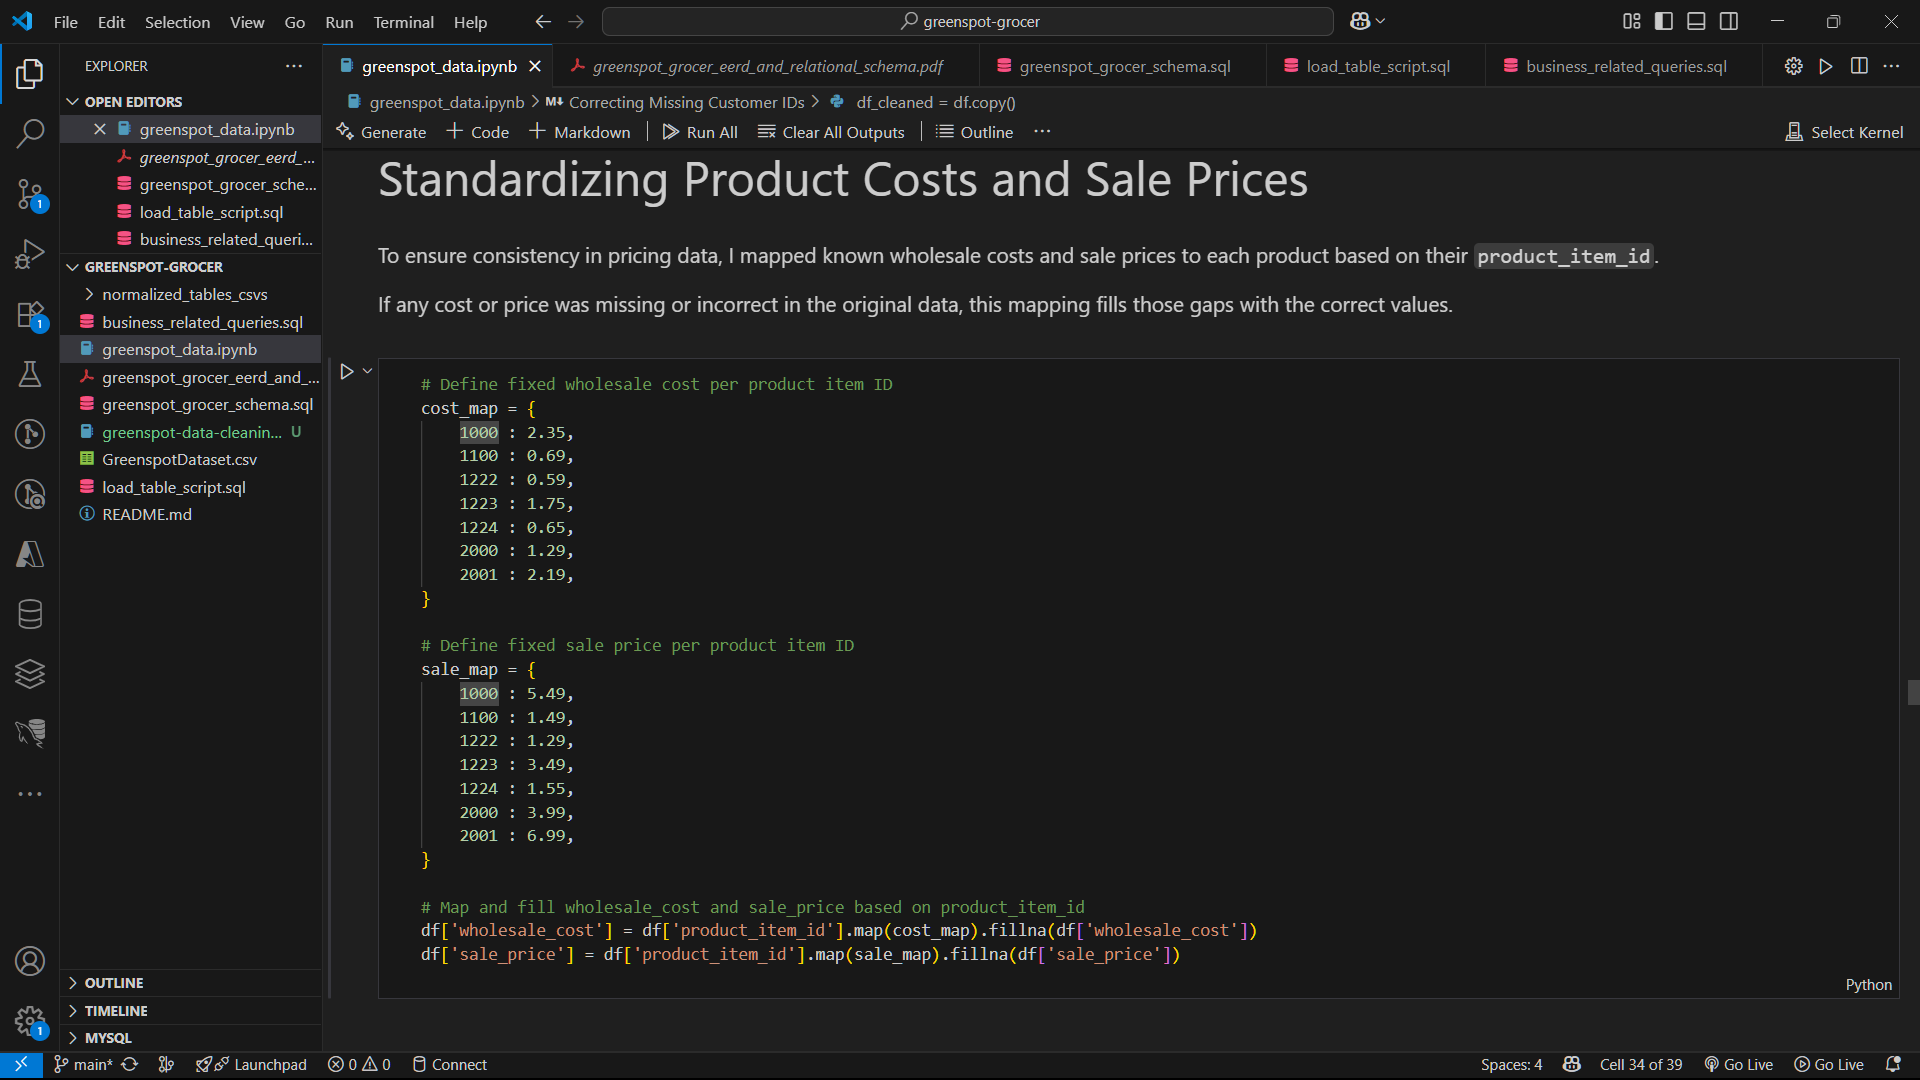 File Edit Selection View Go Run Terminal Help
greenspot-grocer
EXPLORER
OPEN EDITORS
greenspot_data.ipynb
greenspot_grocer_eerd_...
greenspot_grocer_sche...
load_table_script.sql
business_related_queri...
GREENSPOT-GROCER
normalized_tables_csvs
business_related_queries.sql
greenspot_data.ipynb
greenspot_grocer_eerd_and_...
greenspot_grocer_schema.sql
greenspot-data-cleanin... U
GreenspotDataset.csv
load_table_script.sql
README.md
OUTLINE
TIMELINE
MYSQL
1
1
1
greenspot_data.ipynb
greenspot_grocer_eerd_and_relational_schema.pdf
greenspot_grocer_schema.sql
load_table_script.sql
business_related_queries.sql
greenspot_data.ipynb > M↓ Correcting Missing Customer IDs > df_cleaned = df.copy()
Generate + Code + Markdown Run All Clear All Outputs Outline ... Select Kernel
Standardizing Product Costs and Sale Prices
To ensure consistency in pricing data, I mapped known wholesale costs and sale prices to each product based on their product_item_id.
If any cost or price was missing or incorrect in the original data, this mapping fills those gaps with the correct values.
# Define fixed wholesale cost per product item ID
cost_map = {
1000 : 2.35,
1100 : 0.69,
1222 : 0.59,
1223 : 1.75,
1224 : 0.65,
2000 : 1.29,
2001 : 2.19,
}
# Define fixed sale price per product item ID
sale_map = {
1000 : 5.49,
1100 : 1.49,
1222 : 1.29,
1223 : 3.49,
1224 : 1.55,
2000 : 3.99,
2001 : 6.99,
}
# Map and fill wholesale_cost and sale_price based on product_item_id
df['wholesale_cost'] = df['product_item_id'].map(cost_map).fillna(df['wholesale_cost'])
df['sale_price'] = df['product_item_id'].map(sale_map).fillna(df['sale_price'])
Python
main* Launchpad 0 0 Connect
Spaces: 4 Cell 34 of 39 Go Live Go Live